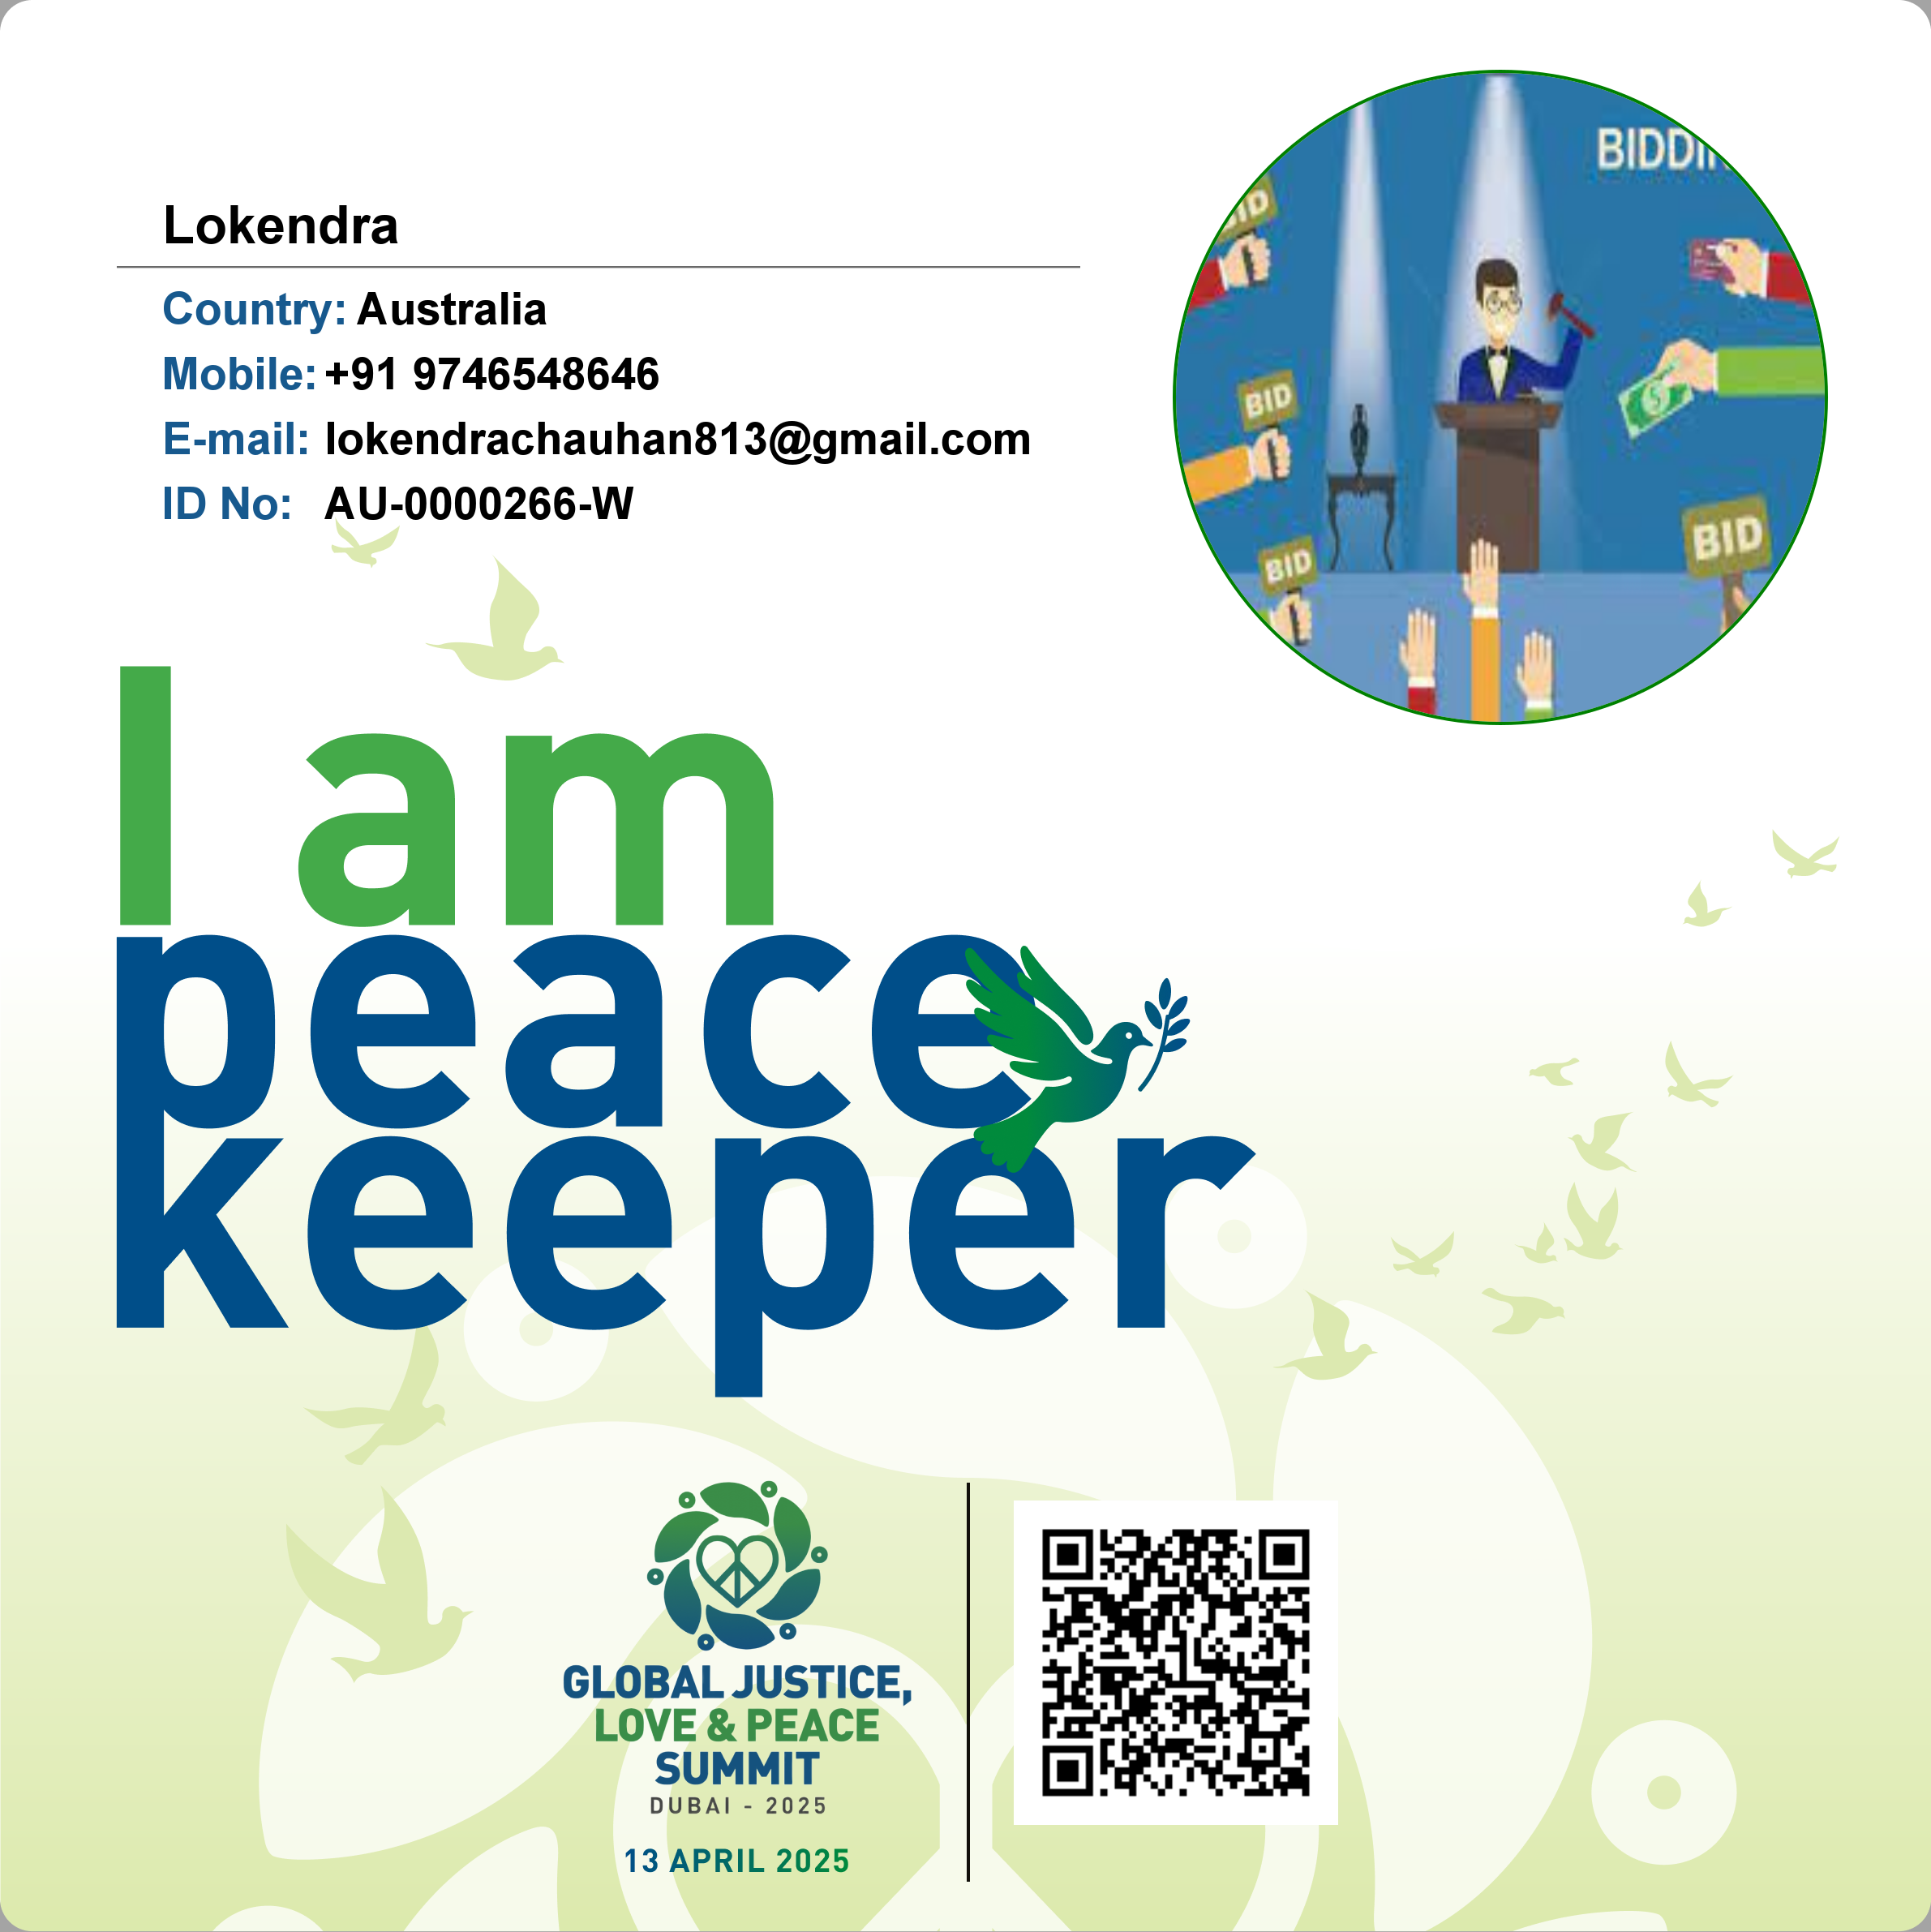 Lokendra
Country: Australia
Mobile: +91 9746548646
E-mail: lokendrachauhan813@gmail.com
ID No: AU-0000266-W
BIDDI
BID
BID
BID
BID
I am
peace
keeper
GLOBAL JUSTICE,
LOVE & PEACE
SUMMIT
DUBAI - 2025
13 APRIL 2025